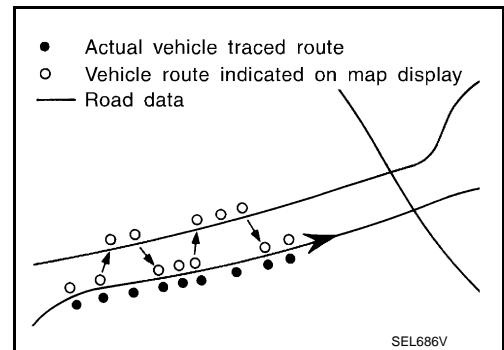 Actual vehicle traced route
Vehicle route indicated on map display
Road data
SEL686V